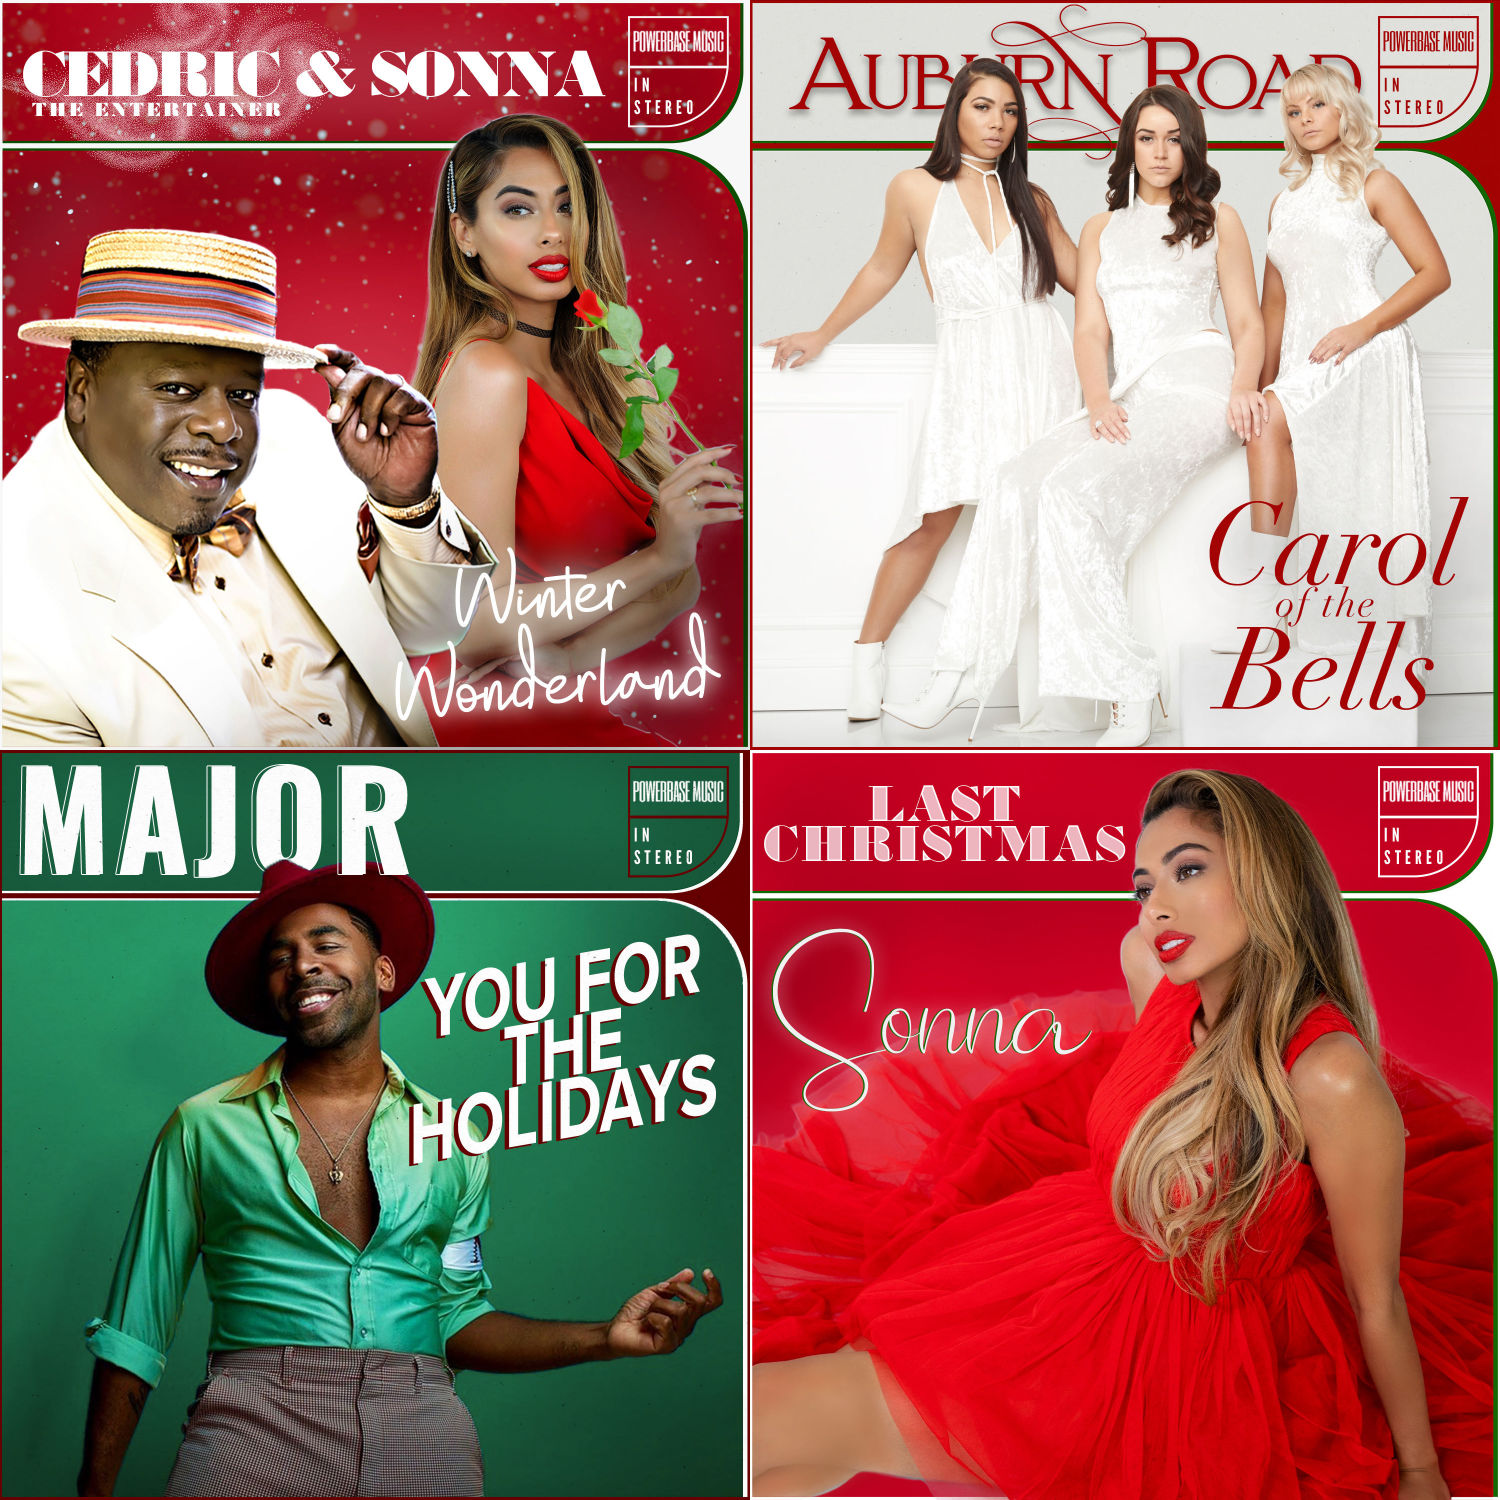 CEDRIC & SONNA
THE ENTERTAINER
POWERBASE MUSIC
IN
STEREO
Winter
Wonderland
AUBURN ROAD
POWERBASE MUSIC
IN
STEREO
Carol
of the
Bells
MAJOR
POWERBASE MUSIC
IN
STEREO
YOU FOR
THE
HOLIDAYS
LAST
CHRISTMAS
POWERBASE MUSIC
IN
STEREO
Sonna